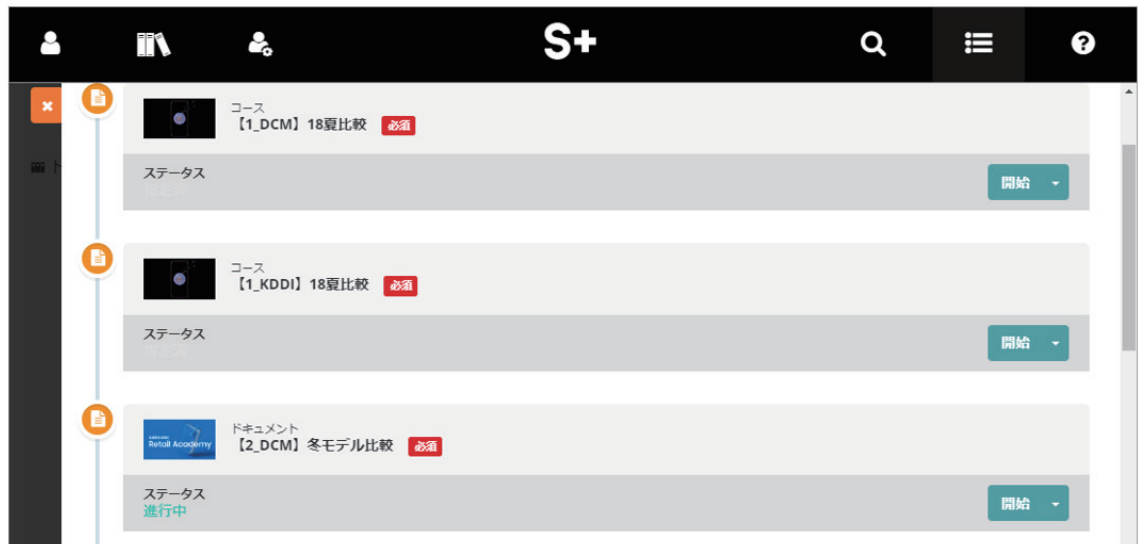 S+
コース
【1_DCM】18夏比較 必須
ステータス
開始
コース
【1_KDDI】18夏比較 必須
ステータス
開始
Retail Academy
ドキュメント
【2_DCM】冬モデル比較 必須
ステータス
進行中
開始